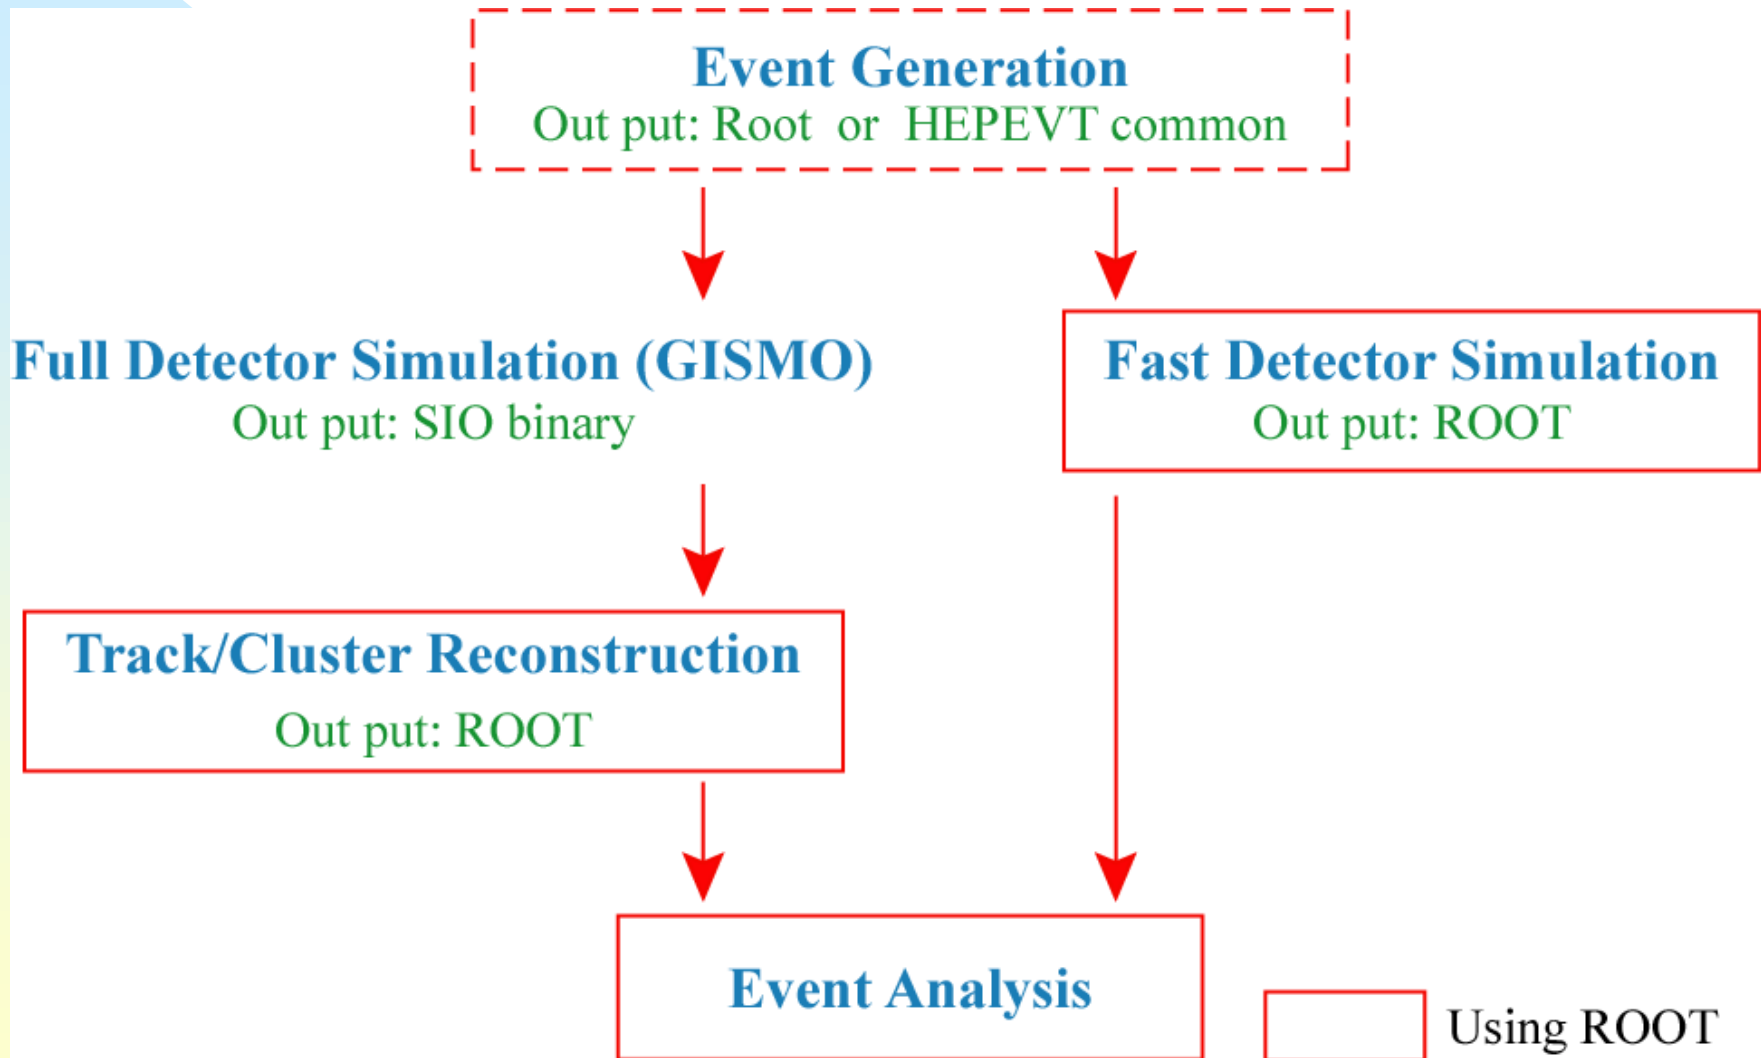 Event Generation
Out put: Root or HEPEVT common
Full Detector Simulation (GISMO)
Out put: SIO binary
Fast Detector Simulation
Out put: ROOT
Track/Cluster Reconstruction
Out put: ROOT
Event Analysis
Using ROOT